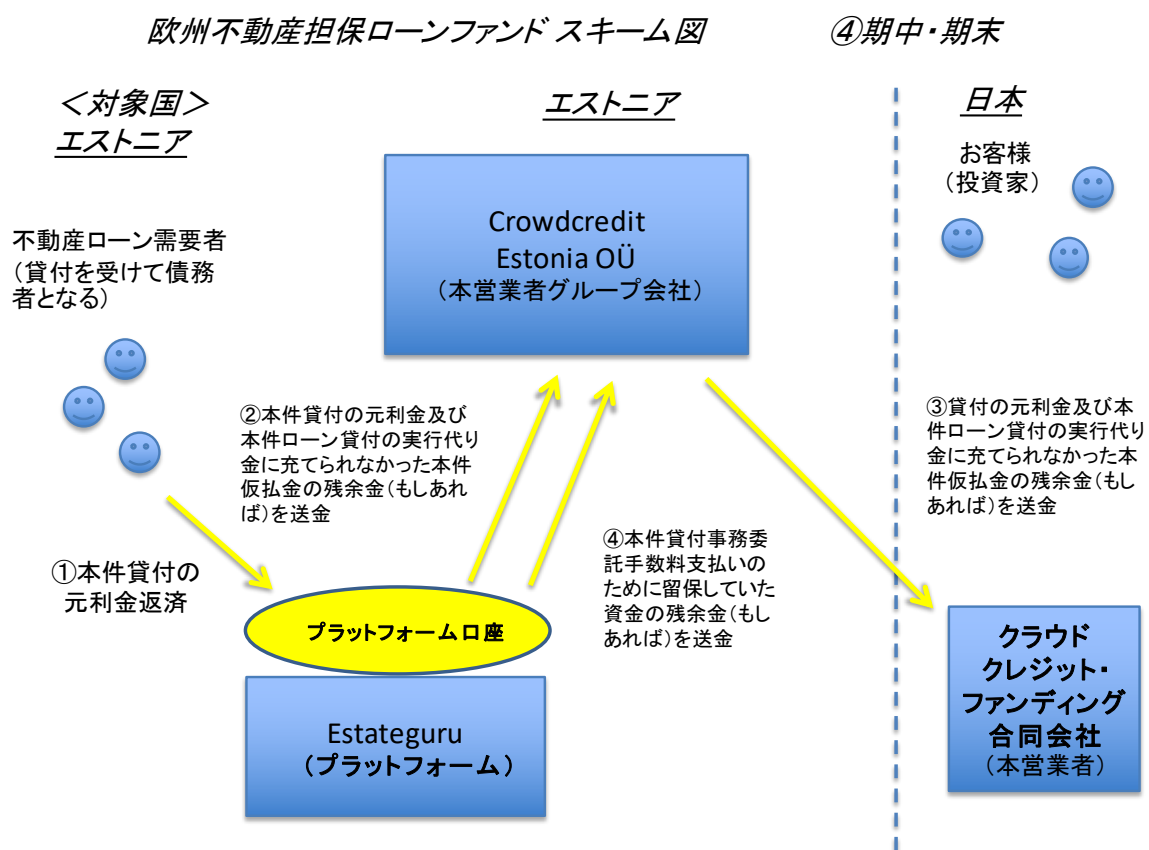 欧州不動産担保ローンファンド スキーム図
④期中・期末
＜対象国＞
エストニア
エストニア
日本
お客様
（投資家）
不動産ローン需要者
（貸付を受けて債務
者となる）
Crowdcredit
Estonia OÜ
（本営業者グループ会社）
②本件貸付の元利金及び
本件ローン貸付の実行代り
金に充てられなかった本件
仮払金の残余金（もしあれ
ば）を送金
③貸付の元利金及び本
件ローン貸付の実行代り
金に充てられなかった本
件仮払金の残余金（もし
あれば）を送金
①本件貸付の
元利金返済
④本件貸付事務委
託手数料支払いの
ために留保していた
資金の残余金（もし
あれば）を送金
プラットフォーム口座
Estateguru
（プラットフォーム）
クラウド
クレジット・
ファンディング
合同会社
（本営業者）